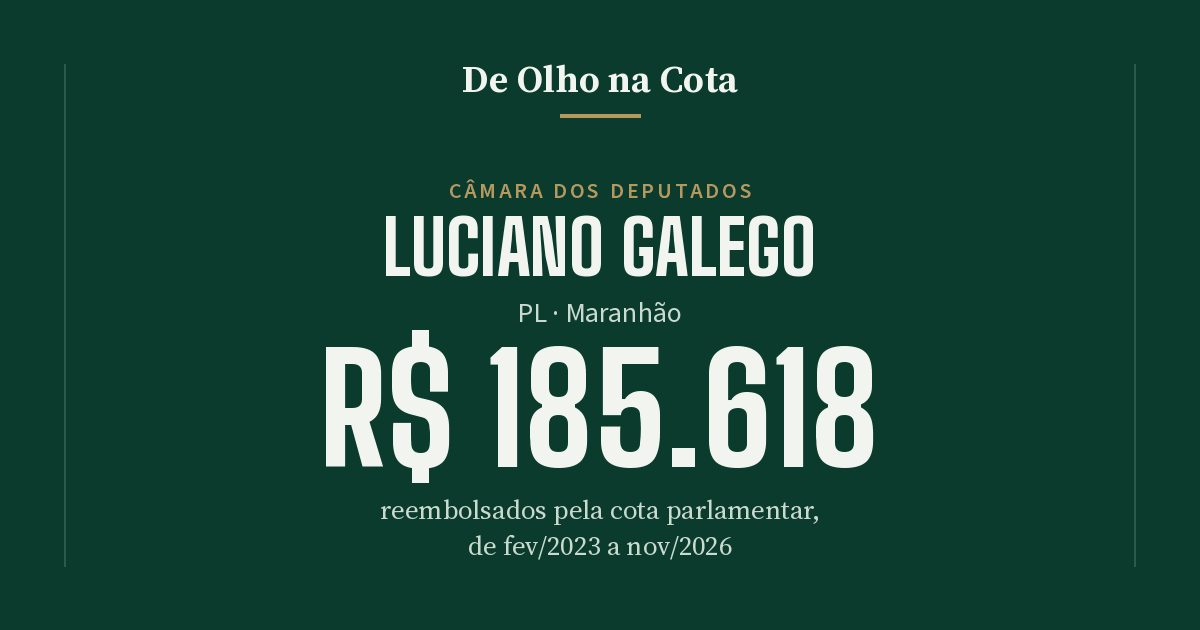 De Olho na Cota
CÂMARA DOS DEPUTADOS
LUCIANO GALEGO
PL · Maranhão
R$ 185.618
reembolsados pela cota parlamentar,
de fev/2023 a nov/2026